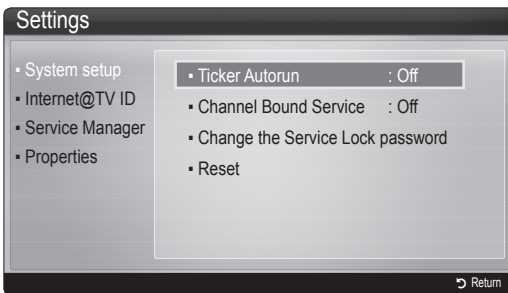 Settings
▪ System setup
▪ Internet@TV ID
▪ Service Manager
▪ Properties
▪ Ticker Autorun : Off
▪ Channel Bound Service : Off
▪ Change the Service Lock password
▪ Reset
Return